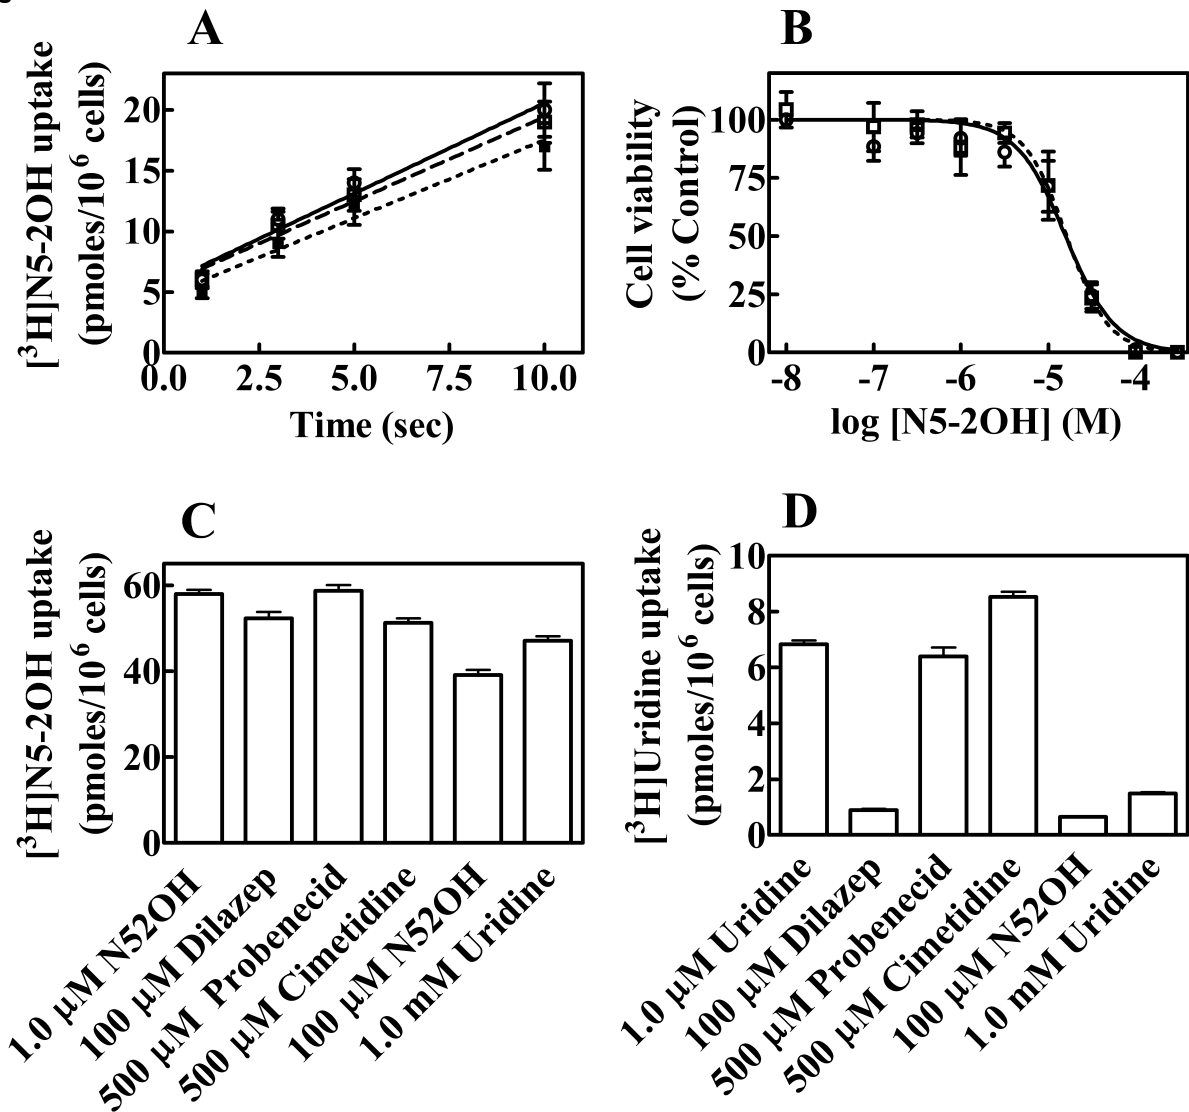 A
[³H]N5-2OH uptake
(pmoles/10⁶ cells)
20
15
10
5
0
0.0 2.5 5.0 7.5 10.0
Time (sec)
B
Cell viability
(% Control)
100
75
50
25
0
-8 -7 -6 -5 -4
log [N5-2OH] (M)
C
[³H]N5-2OH uptake
(pmoles/10⁶ cells)
60
40
20
0
1.0 µM N52OH
100 µM Dilazep
500 µM Probenecid
500 µM Cimetidine
100 µM N52OH
1.0 mM Uridine
D
[³H]Uridine uptake
(pmoles/10⁶ cells)
10
8
6
4
2
0
1.0 µM Uridine
100 µM Dilazep
500 µM Probenecid
500 µM Cimetidine
100 µM N52OH
1.0 mM Uridine